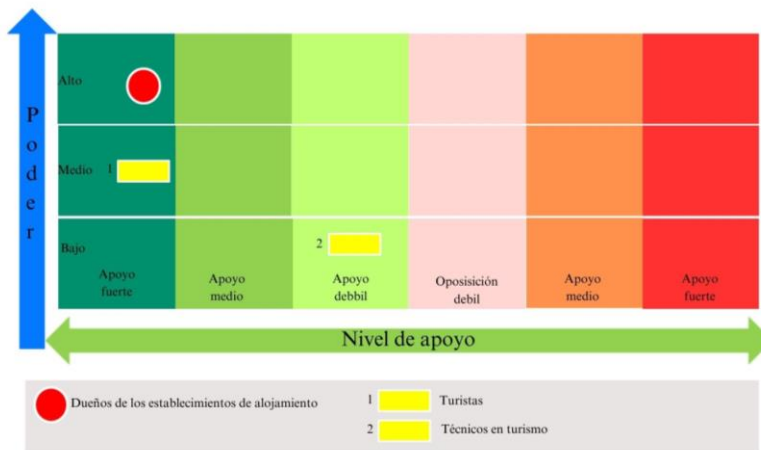 Poder
Alto
Medio
1
Bajo
2
Apoyo
fuerte
Apoyo
medio
Apoyo
debbil
Oposisición
debil
Apoyo
medio
Apoyo
fuerte
Nivel de apoyo
Dueños de los establecimientos de alojamiento
1 Turistas
2 Técnicos en turismo